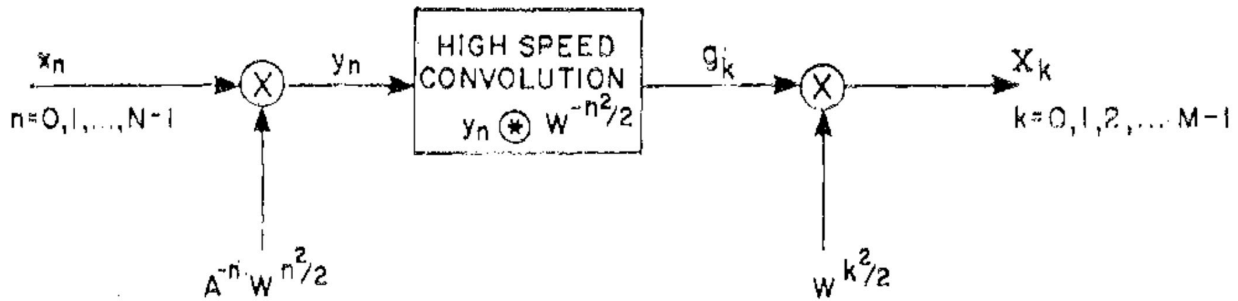 xₙ
n=0,1,...,N-1
X
yₙ
HIGH SPEED
CONVOLUTION
yₙ ⊛ W^{-n²/2}
gₖ
X
Xₖ
k=0,1,2,... M-1
A⁻ⁿ W^{n²/2}
W^{k²/2}